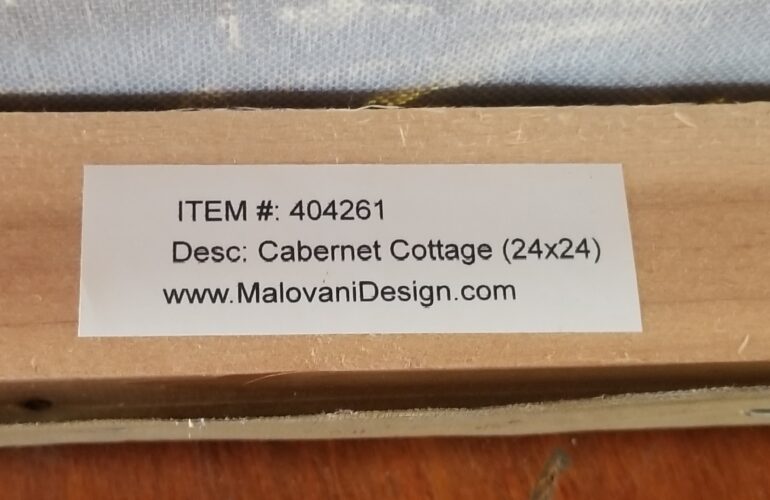 ITEM #: 404261
Desc: Cabernet Cottage (24x24)
www.MalovaniDesign.com